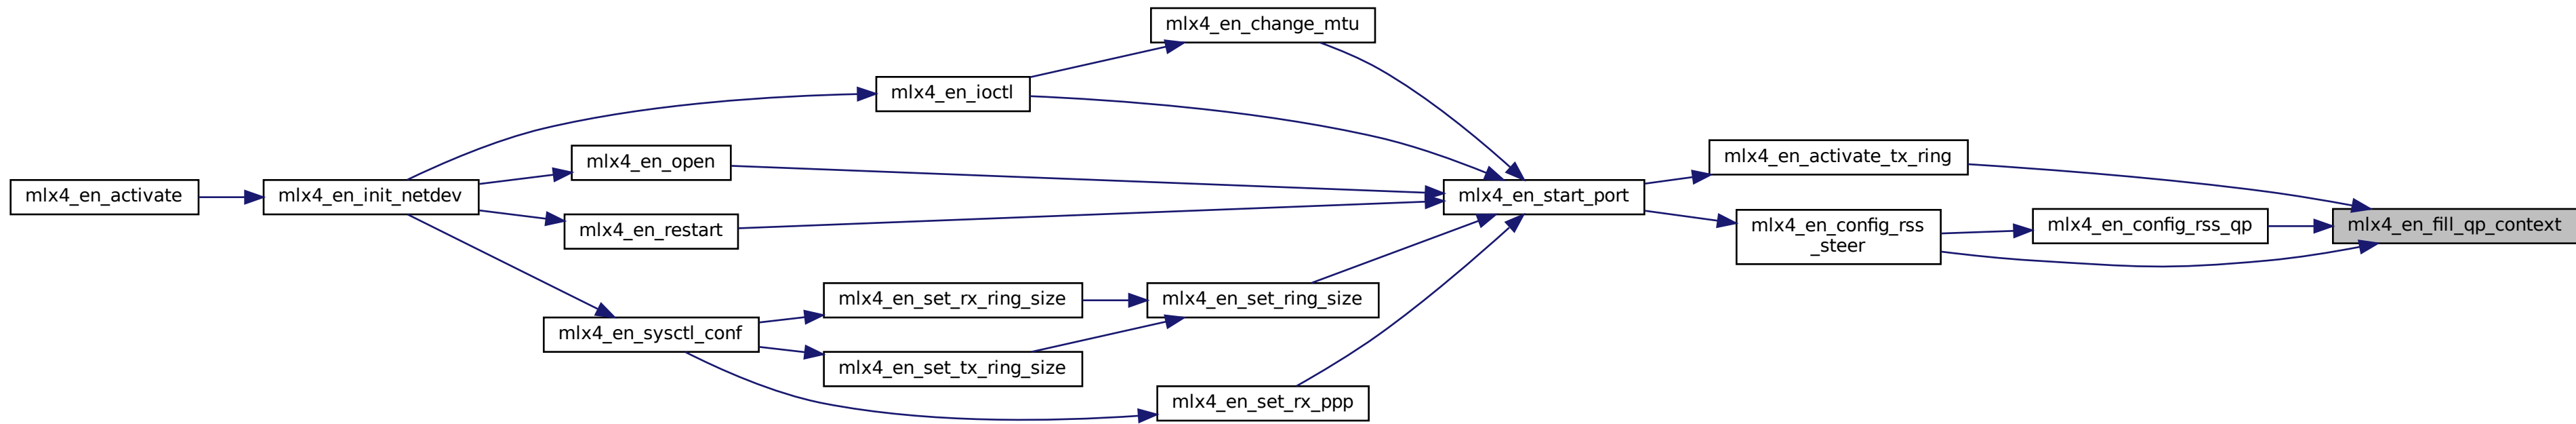 mlx4_en_change_mtu
mlx4_en_ioctl
mlx4_en_open
mlx4_en_activate_tx_ring
mlx4_en_activate
mlx4_en_init_netdev
mlx4_en_start_port
mlx4_en_restart
mlx4_en_config_rss
_steer
mlx4_en_config_rss_qp
mlx4_en_fill_qp_context
mlx4_en_set_rx_ring_size
mlx4_en_set_ring_size
mlx4_en_sysctl_conf
mlx4_en_set_tx_ring_size
mlx4_en_set_rx_ppp